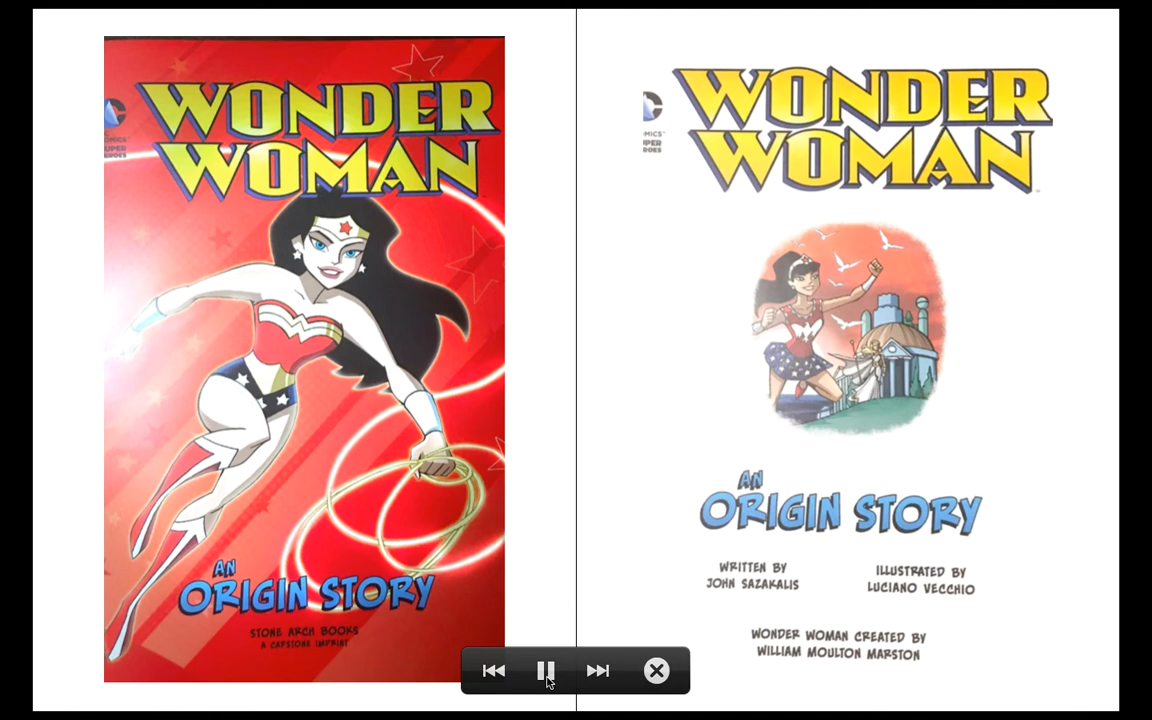 WONDER
WOMAN
AN
ORIGIN STORY
STONE ARCH BOOKS
A CAPSTONE IMPRINT
WONDER
WOMAN
AN
ORIGIN STORY
WRITTEN BY
JOHN SAZAKALIS
ILLUSTRATED BY
LUCIANO VECCHIO
WONDER WOMAN CREATED BY
WILLIAM MOULTON MARSTON